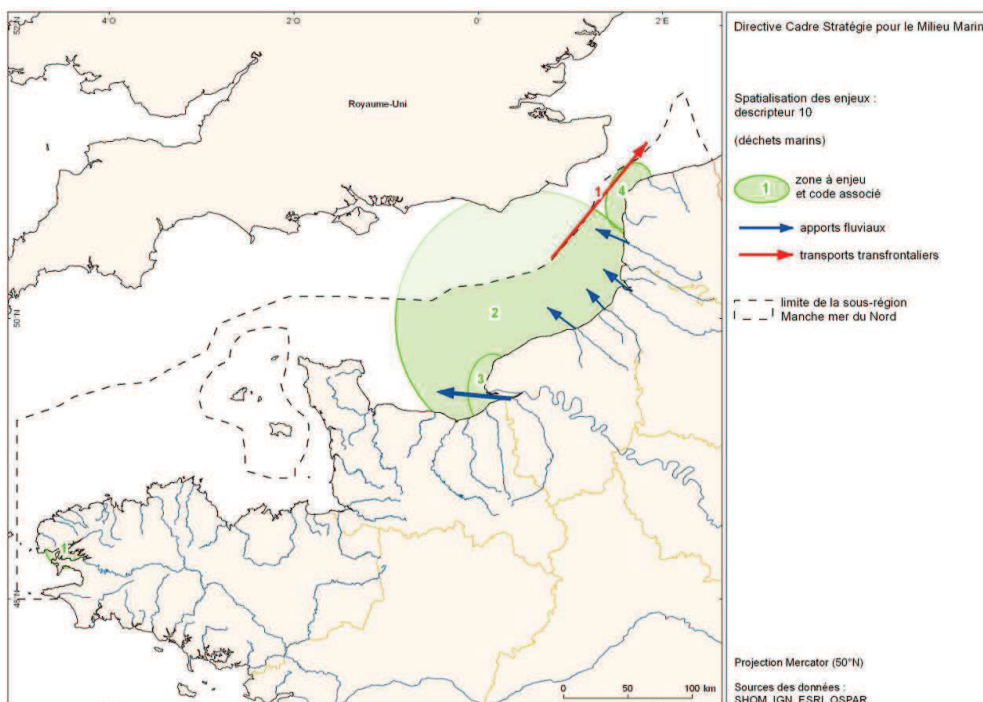 4°O
2°O
0°
2°E
52°N
50°N
48°N
Royaume-Uni
1
4
2
3
1
0 50 100 km
Directive Cadre Stratégie pour le Milieu Marin
Spatialisation des enjeux :
descripteur 10
(déchets marins)
1
zone à enjeu
et code associé
apports fluviaux
transports transfrontaliers
limite de la sous-région
Manche mer du Nord
Projection Mercator (50°N)
Sources des données :
SHOM, IGN, ESRI, OSPAR